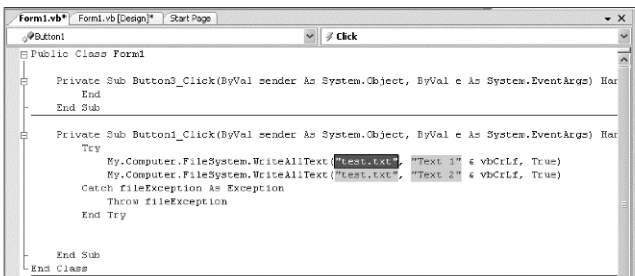 Form1.vb* Form1.vb [Design]* Start Page
Button1 Click
Public Class Form1
Private Sub Button3_Click(ByVal sender As System.Object, ByVal e As System.EventArgs) Har
End
End Sub
Private Sub Button1_Click(ByVal sender As System.Object, ByVal e As System.EventArgs) Har
Try
My.Computer.FileSystem.WriteAllText("test.txt", "Text 1" & vbCrLf, True)
My.Computer.FileSystem.WriteAllText("test.txt", "Text 2" & vbCrLf, True)
Catch fileException As Exception
Throw fileException
End Try
End Sub
End Class